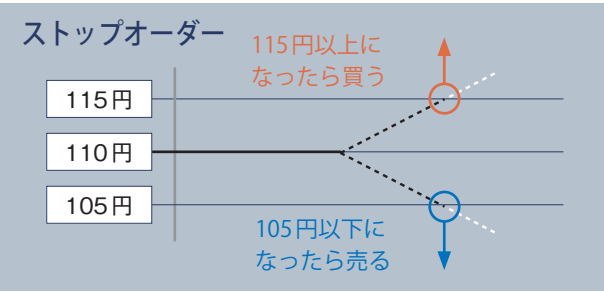 ストップオーダー
115円以上に
なったら買う
115円
110円
105円
105円以下に
なったら売る